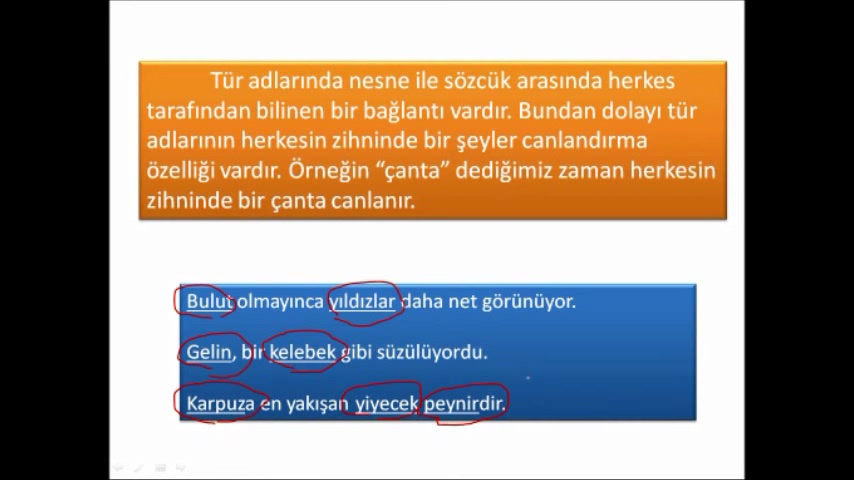 Tür adlarında nesne ile sözcük arasında herkes
tarafından bilinen bir bağlantı vardır. Bundan dolayı tür
adlarının herkesin zihninde bir şeyler canlandırma
özelliği vardır. Örneğin “çanta” dediğimiz zaman herkesin
zihninde bir çanta canlanır.
Bulut olmayınca yıldızlar daha net görünüyor.
Gelin, bir kelebek gibi süzülüyordu.
Karpuza en yakışan yiyecek peynirdir.